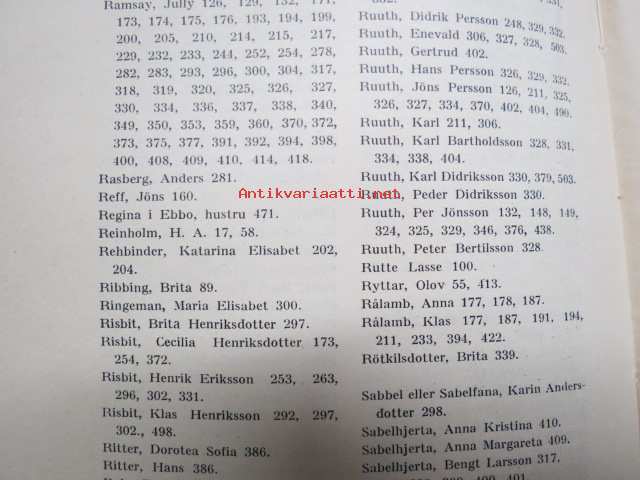 Ramsay, Jully 126, 129, 132, 171,
173, 174, 175, 176, 193, 194, 199,
200, 205, 210, 214, 215, 217,
229, 232, 233, 244, 252, 254, 278,
282, 283, 293, 296, 300, 304, 317,
318, 319, 320, 325, 326, 327,
330, 334, 336, 337, 338, 340,
349, 350, 353, 359, 360, 370, 372,
373, 375, 377, 391, 392, 394, 398,
400, 408, 409, 410, 414, 418.
Rasberg, Anders 281.
Reff, Jöns 160.
Regina i Ebbo, hustru 471.
Reinholm, H. A. 17, 58.
Rehbinder, Katarina Elisabet 202,
204.
Ribbing, Brita 89.
Ringeman, Maria Elisabet 300.
Risbit, Brita Henriksdotter 297.
Risbit, Cecilia Henriksdotter 173,
254, 372.
Risbit, Henrik Eriksson 253, 263,
296, 302, 331.
Risbit, Klas Henriksson 292, 297,
302., 498.
Ritter, Dorotea Sofia 386.
Ritter, Hans 386.
Ruuth, Didrik Persson 248, 329, 332.
Ruuth, Enevald 306, 327, 328, 503.
Ruuth, Gertrud 402.
Ruuth, Hans Persson 326, 329, 332.
Ruuth, Jöns Persson 126, 211, 325,
326, 327, 334, 370, 402, 404, 490.
Ruuth, Karl 211, 306.
Ruuth, Karl Bartholdsson 328, 331,
334, 338, 404.
Ruuth, Karl Didriksson 330, 379, 503.
Ruuth, Peder Didriksson 330.
Ruuth, Per Jönsson 132, 148, 149,
324, 325, 329, 346, 376, 438.
Ruuth, Peter Bertilsson 328.
Rutte Lasse 100.
Ryttar, Olov 55, 413.
Rålamb, Anna 177, 178, 187.
Rålamb, Klas 177, 187, 191, 194,
211, 233, 394, 422.
Rötkilsdotter, Brita 339.
Sabbel eller Sabelfana, Karin Anders-
dotter 298.
Sabelhjerta, Anna Kristina 410.
Sabelhjerta, Anna Margareta 409.
Sabelhjerta, Bengt Larsson 317.
Antikvariaatti.net